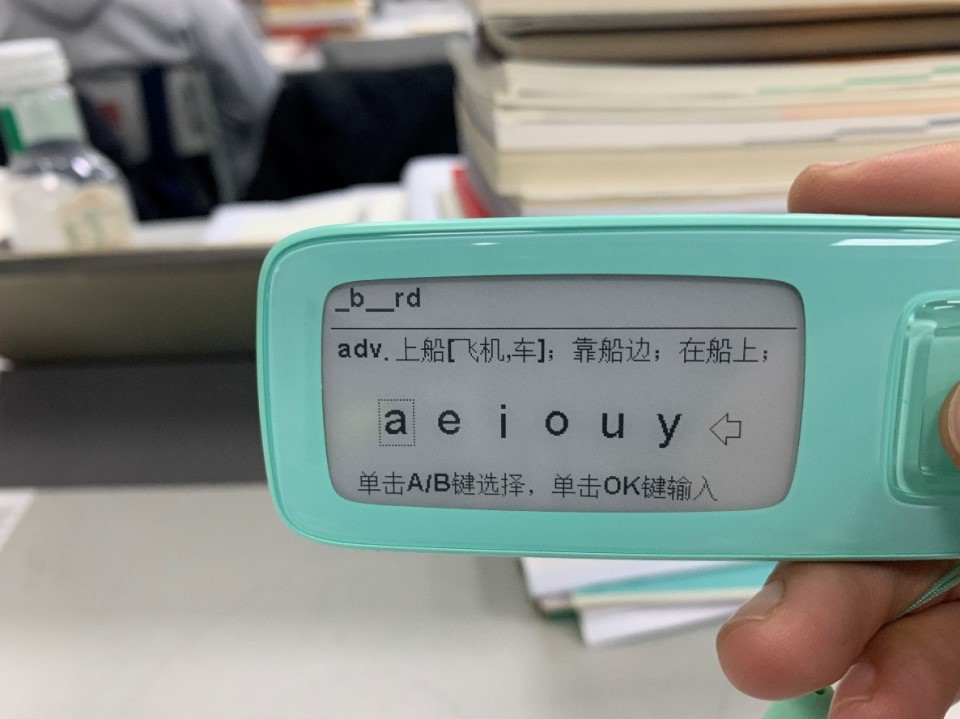 _b__rd
adv. 上船[飞机,车]；靠船边；在船上；
a e i o u y
单击A/B键选择，单击OK键输入